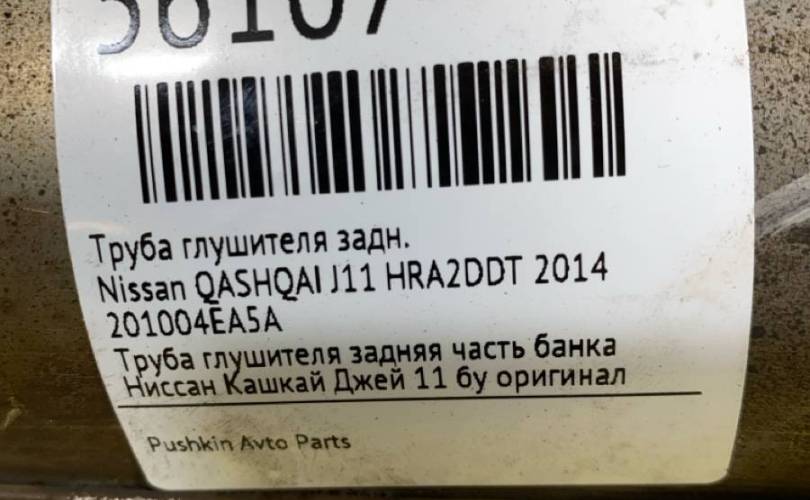 56107
Труба глушителя задн.
Nissan QASHQAI J11 HRA2DDT 2014
201004EA5A
Труба глушителя задняя часть банка
Ниссан Кашкай Джей 11 бу оригинал
Pushkin Avto Parts